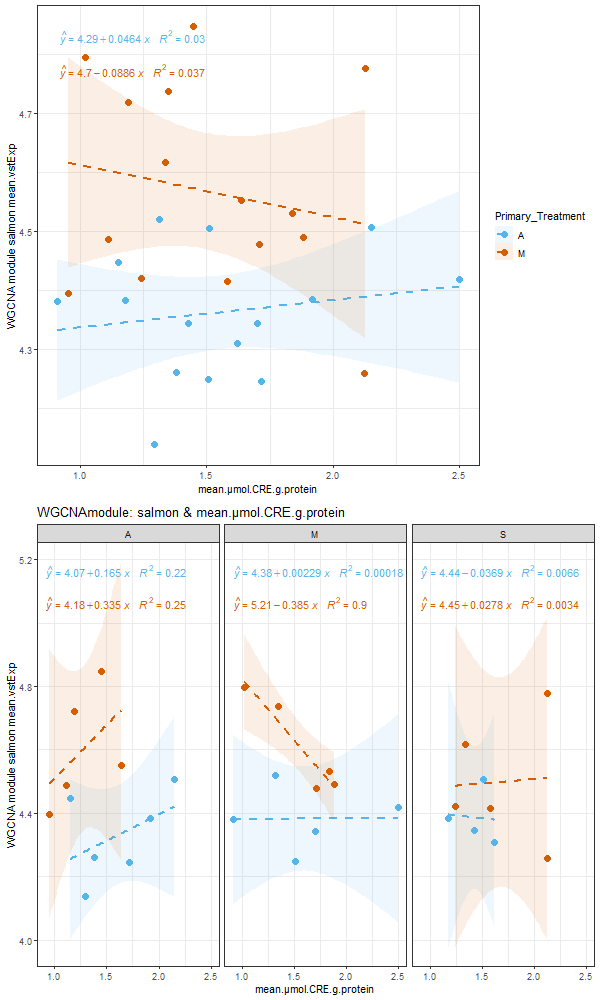 ŷ = 4.29 + 0.0464 x R² = 0.03
ŷ = 4.7 − 0.0886 x R² = 0.037
4.7
4.5
4.3
WGCNA module salmon mean.vstExp
1.0 1.5 2.0 2.5
mean.µmol.CRE.g.protein
Primary_Treatment
A
M
WGCNAmodule: salmon & mean.µmol.CRE.g.protein
A M S
ŷ = 4.07 + 0.165 x R² = 0.22
ŷ = 4.18 + 0.335 x R² = 0.25
ŷ = 4.38 + 0.00229 x R² = 0.00018
ŷ = 5.21 − 0.385 x R² = 0.9
ŷ = 4.44 − 0.0369 x R² = 0.0066
ŷ = 4.45 + 0.0278 x R² = 0.0034
5.2
4.8
4.4
4.0
WGCNA module salmon mean.vstExp
1.0 1.5 2.0 2.5 1.0 1.5 2.0 2.5 1.0 1.5 2.0 2.5
mean.µmol.CRE.g.protein